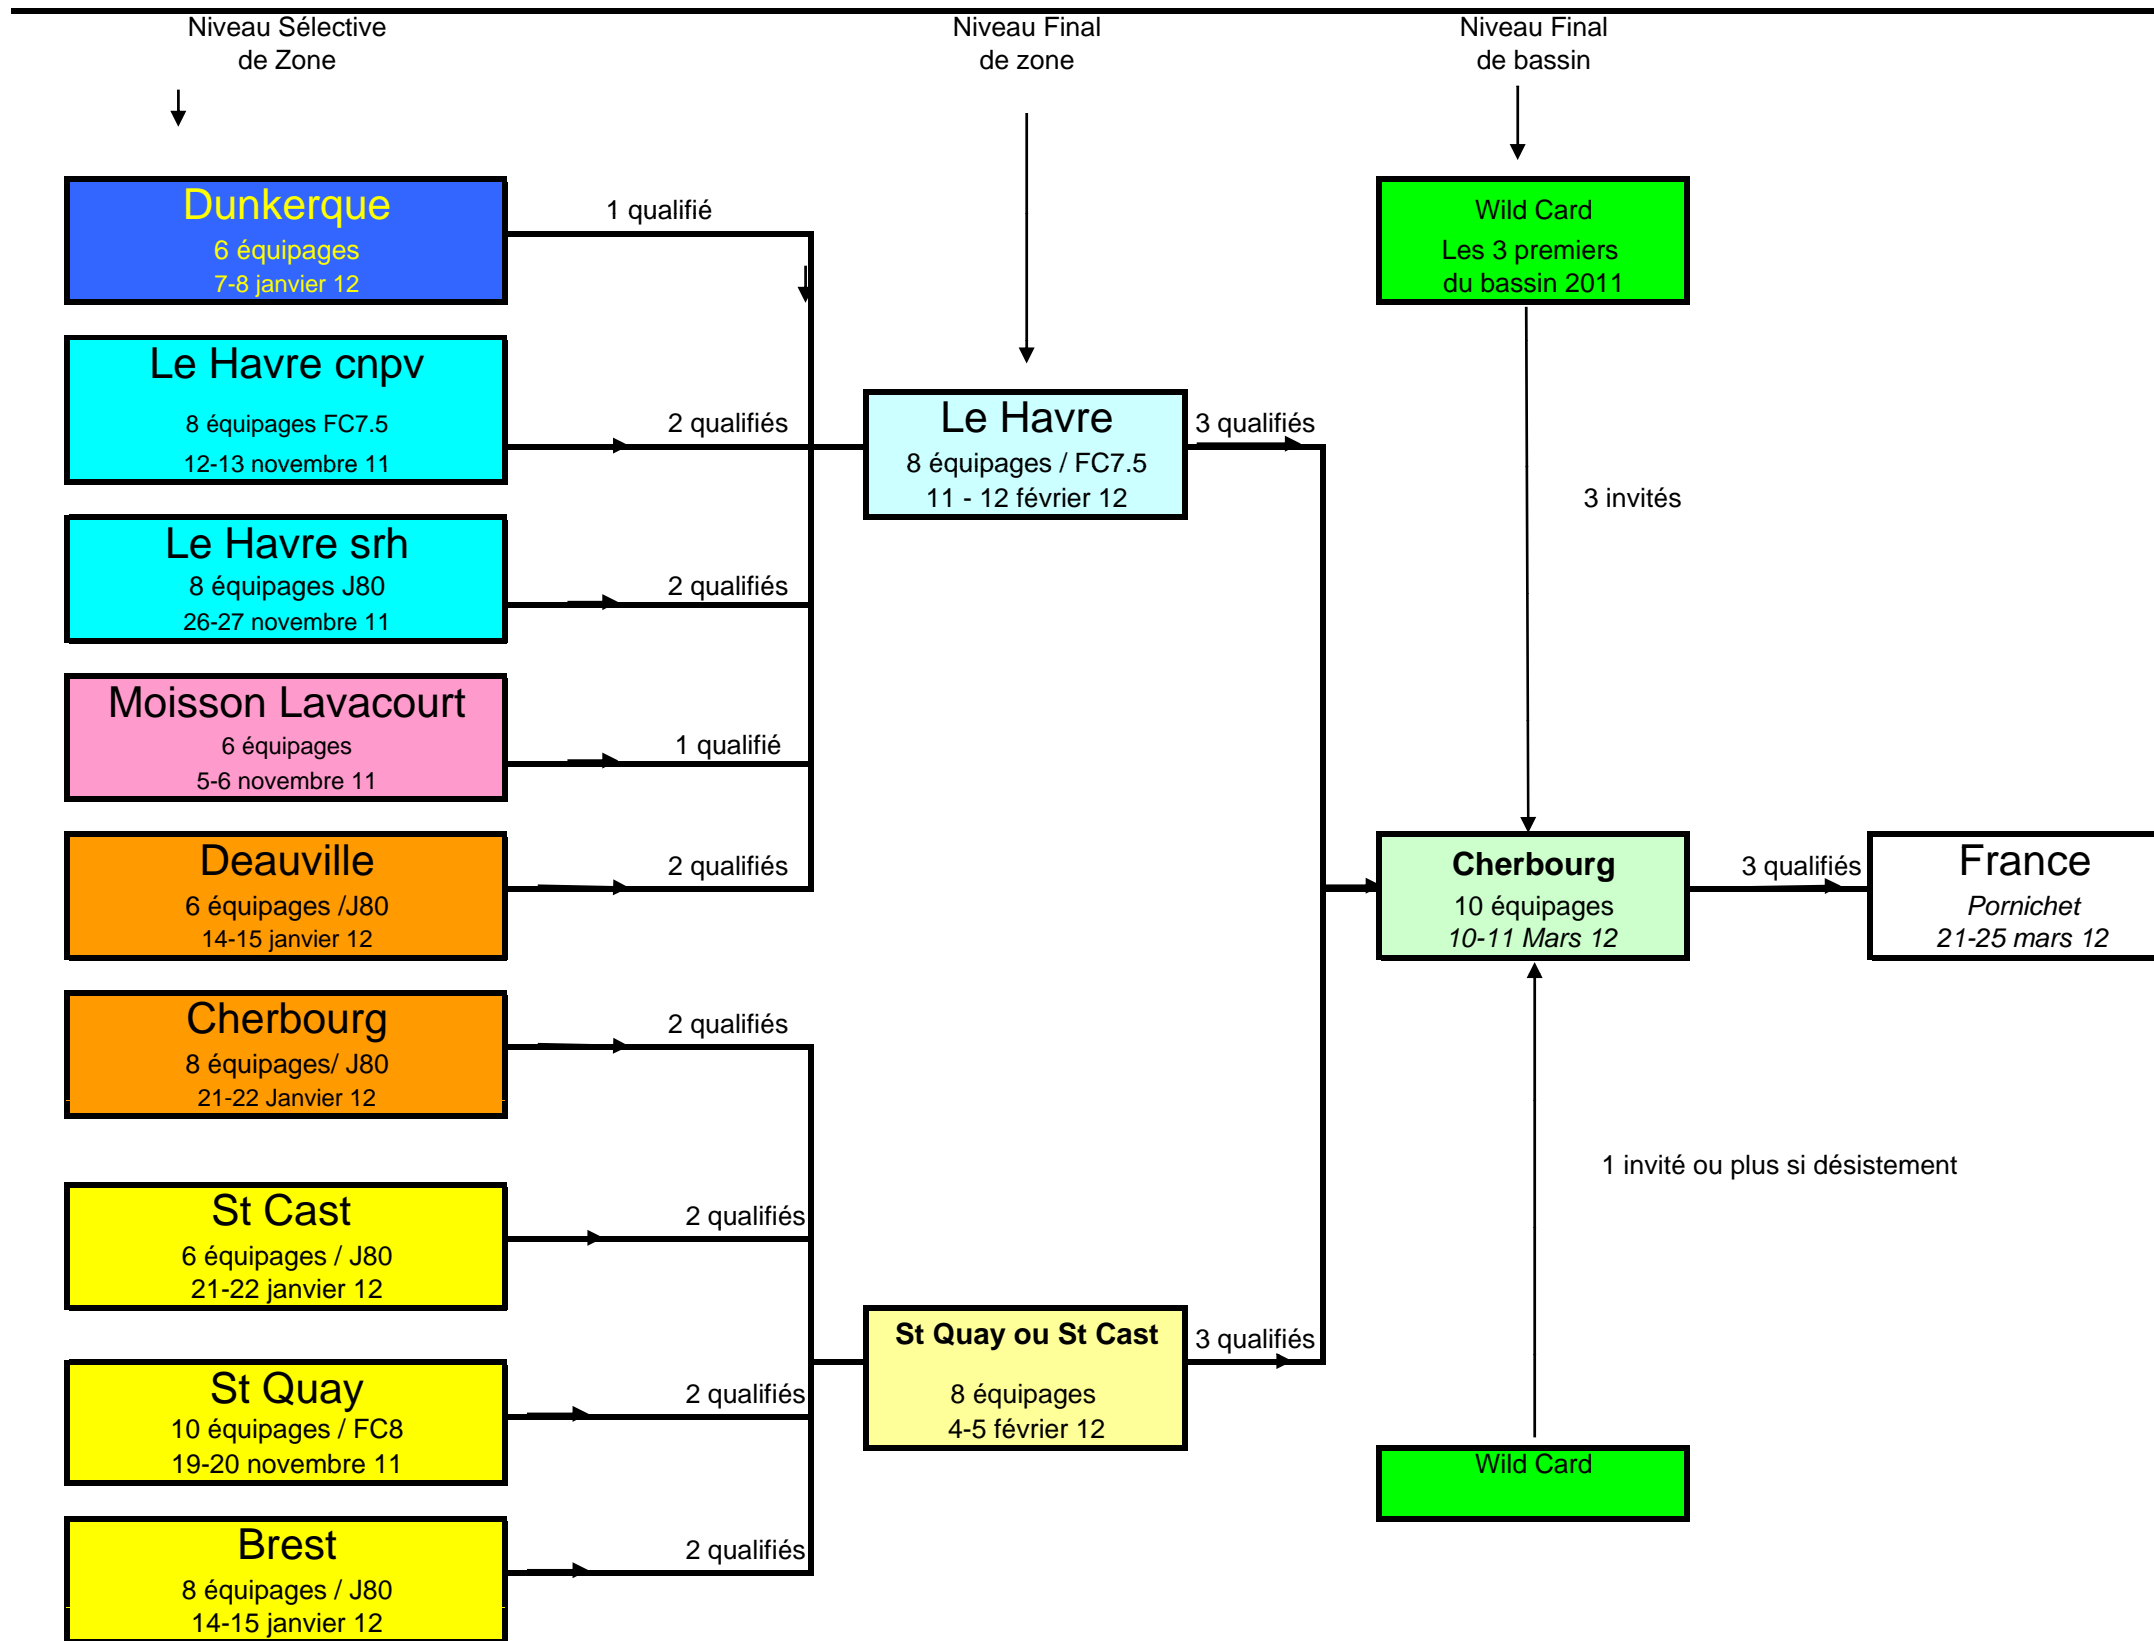 Niveau Sélective
de Zone
Niveau Final
de zone
Niveau Final
de bassin
Dunkerque
6 équipages
7-8 janvier 12
1 qualifié
Wild Card
Les 3 premiers
du bassin 2011
Le Havre cnpv
8 équipages FC7.5
12-13 novembre 11
2 qualifiés
Le Havre
8 équipages / FC7.5
11 - 12 février 12
3 qualifiés
3 invités
Le Havre srh
8 équipages J80
26-27 novembre 11
2 qualifiés
Moisson Lavacourt
6 équipages
5-6 novembre 11
1 qualifié
Deauville
6 équipages /J80
14-15 janvier 12
2 qualifiés
Cherbourg
10 équipages
10-11 Mars 12
3 qualifiés
France
Pornichet
21-25 mars 12
Cherbourg
8 équipages/ J80
21-22 Janvier 12
2 qualifiés
1 invité ou plus si désistement
St Cast
6 équipages / J80
21-22 janvier 12
2 qualifiés
St Quay ou St Cast
8 équipages
4-5 février 12
3 qualifiés
St Quay
10 équipages / FC8
19-20 novembre 11
2 qualifiés
Wild Card
Brest
8 équipages / J80
14-15 janvier 12
2 qualifiés